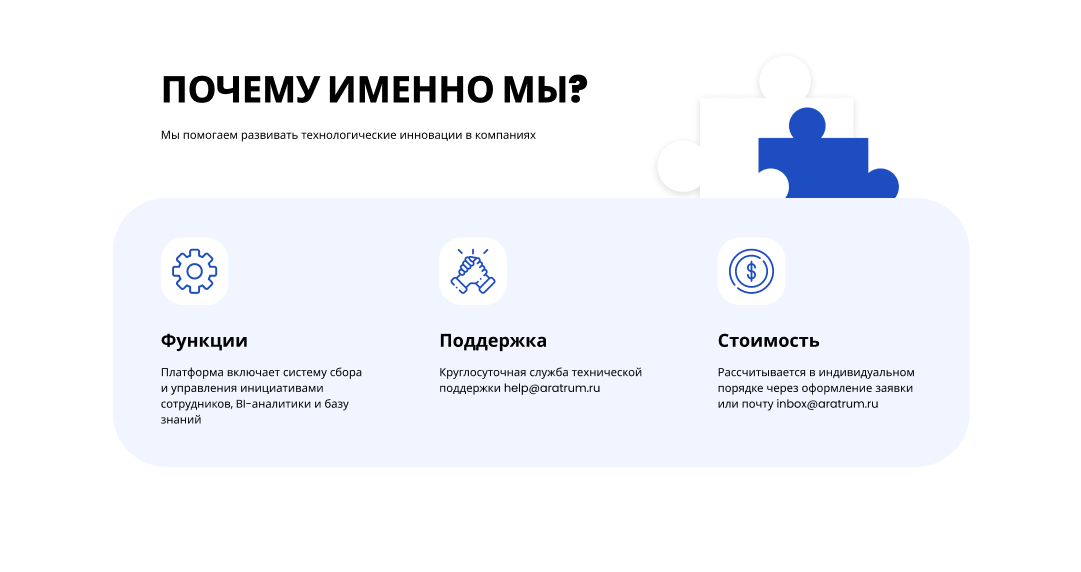 ПОЧЕМУ ИМЕННО МЫ?
Мы помогаем развивать технологические инновации в компаниях
Функции
Платформа включает систему сбора
и управления инициативами
сотрудников, BI-аналитики и базу
знаний
Поддержка
Круглосуточная служба технической
поддержки help@aratrum.ru
Стоимость
Рассчитывается в индивидуальном
порядке через оформление заявки
или почту inbox@aratrum.ru